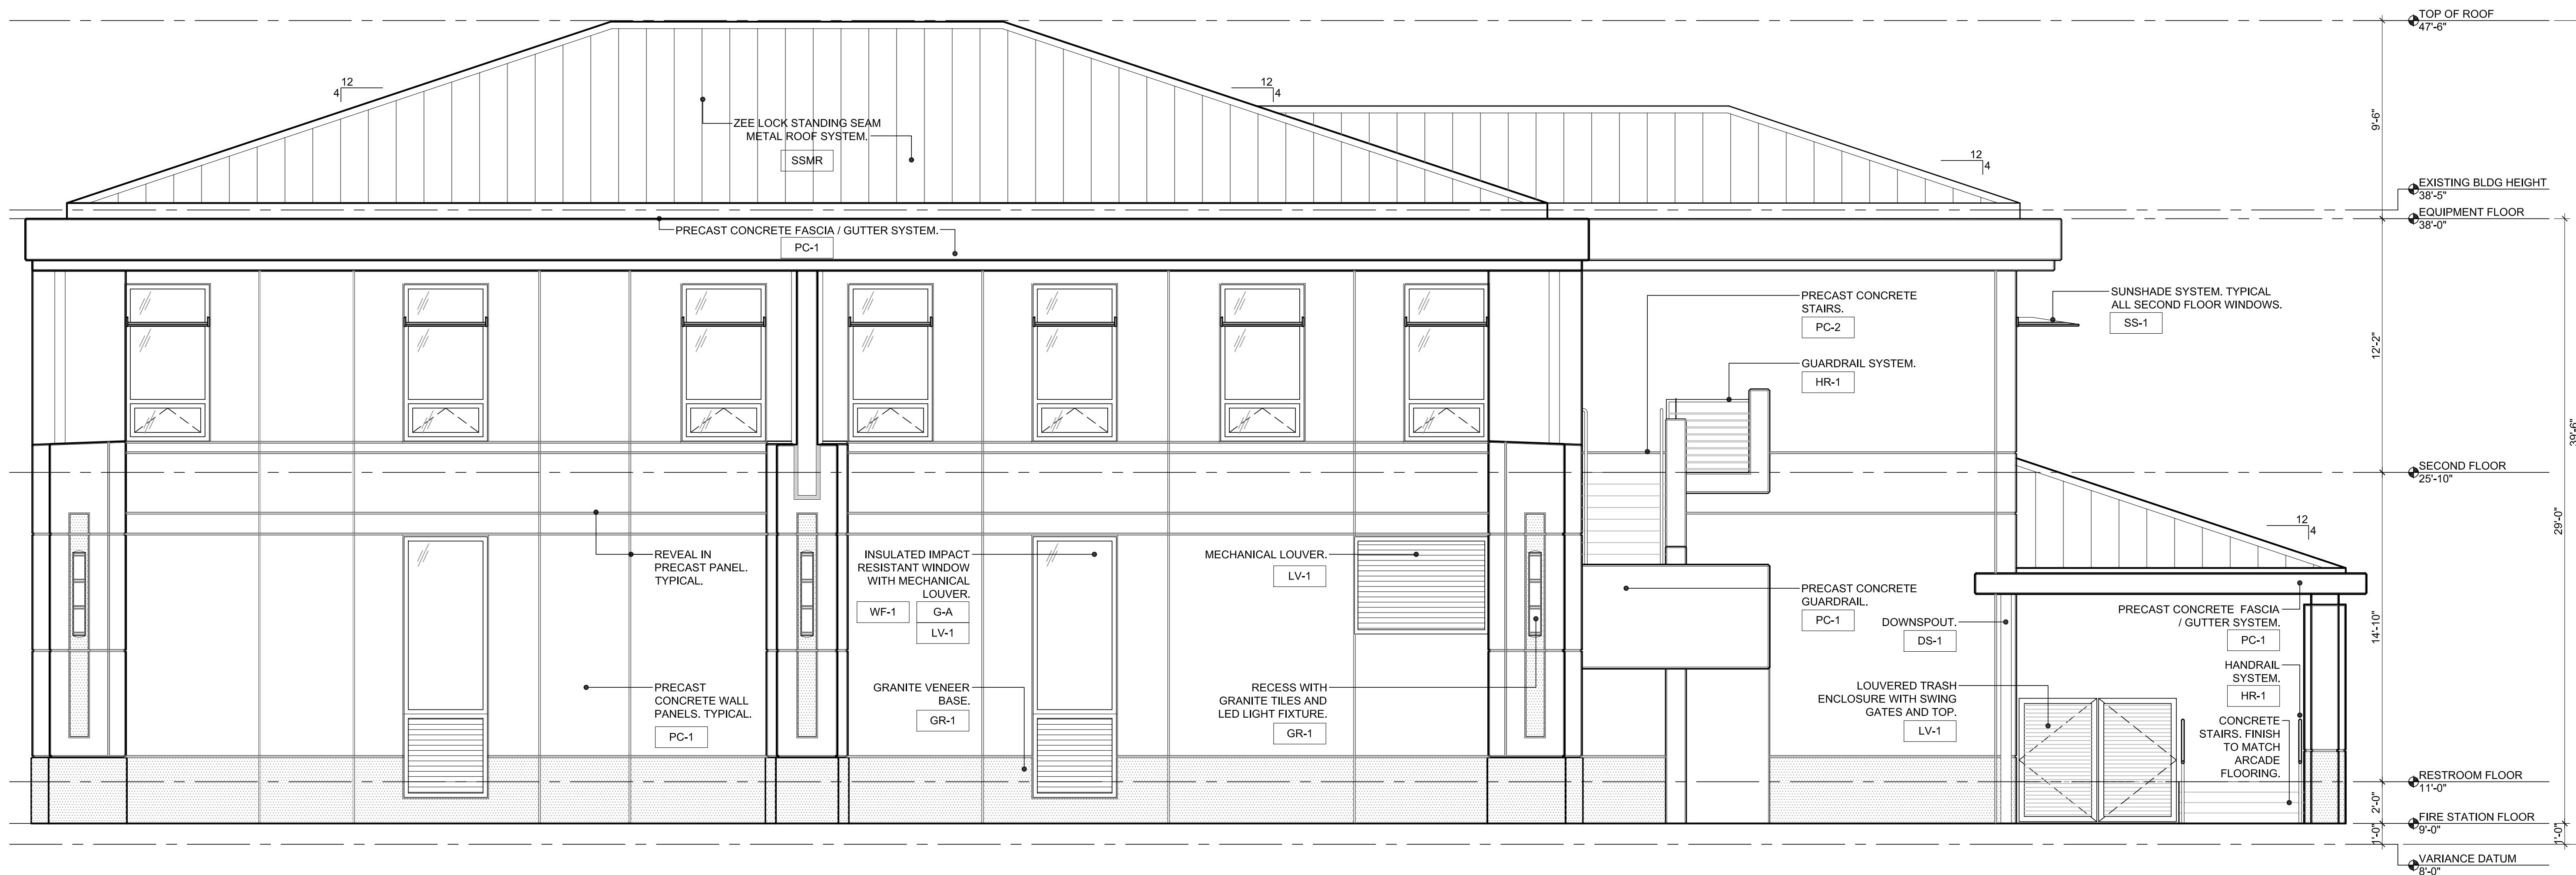 TOP OF ROOF
47'-6"
12
4
12
4
ZEE LOCK STANDING SEAM
METAL ROOF SYSTEM.
SSMR
12
4
9'-6"
EXISTING BLDG HEIGHT
38'-5"
EQUIPMENT FLOOR
38'-0"
PRECAST CONCRETE FASCIA / GUTTER SYSTEM.
PC-1
PRECAST CONCRETE
STAIRS.
PC-2
SUNSHADE SYSTEM. TYPICAL
ALL SECOND FLOOR WINDOWS.
SS-1
12'-2"
GUARDRAIL SYSTEM.
HR-1
39'-6"
SECOND FLOOR
25'-10"
29'-0"
12
4
REVEAL IN
PRECAST PANEL.
TYPICAL.
INSULATED IMPACT
RESISTANT WINDOW
WITH MECHANICAL
LOUVER.
WF-1
G-A
LV-1
MECHANICAL LOUVER.
LV-1
PRECAST CONCRETE
GUARDRAIL.
PC-1
DOWNSPOUT.
DS-1
PRECAST CONCRETE FASCIA
/ GUTTER SYSTEM.
PC-1
14'-10"
HANDRAIL
SYSTEM.
HR-1
PRECAST
CONCRETE WALL
PANELS. TYPICAL.
PC-1
GRANITE VENEER
BASE.
GR-1
RECESS WITH
GRANITE TILES AND
LED LIGHT FIXTURE.
GR-1
LOUVERED TRASH
ENCLOSURE WITH SWING
GATES AND TOP.
LV-1
CONCRETE
STAIRS. FINISH
TO MATCH
ARCADE
FLOORING.
RESTROOM FLOOR
11'-0"
2'-0"
FIRE STATION FLOOR
9'-0"
1'-0"
1'-0"
VARIANCE DATUM
8'-0"